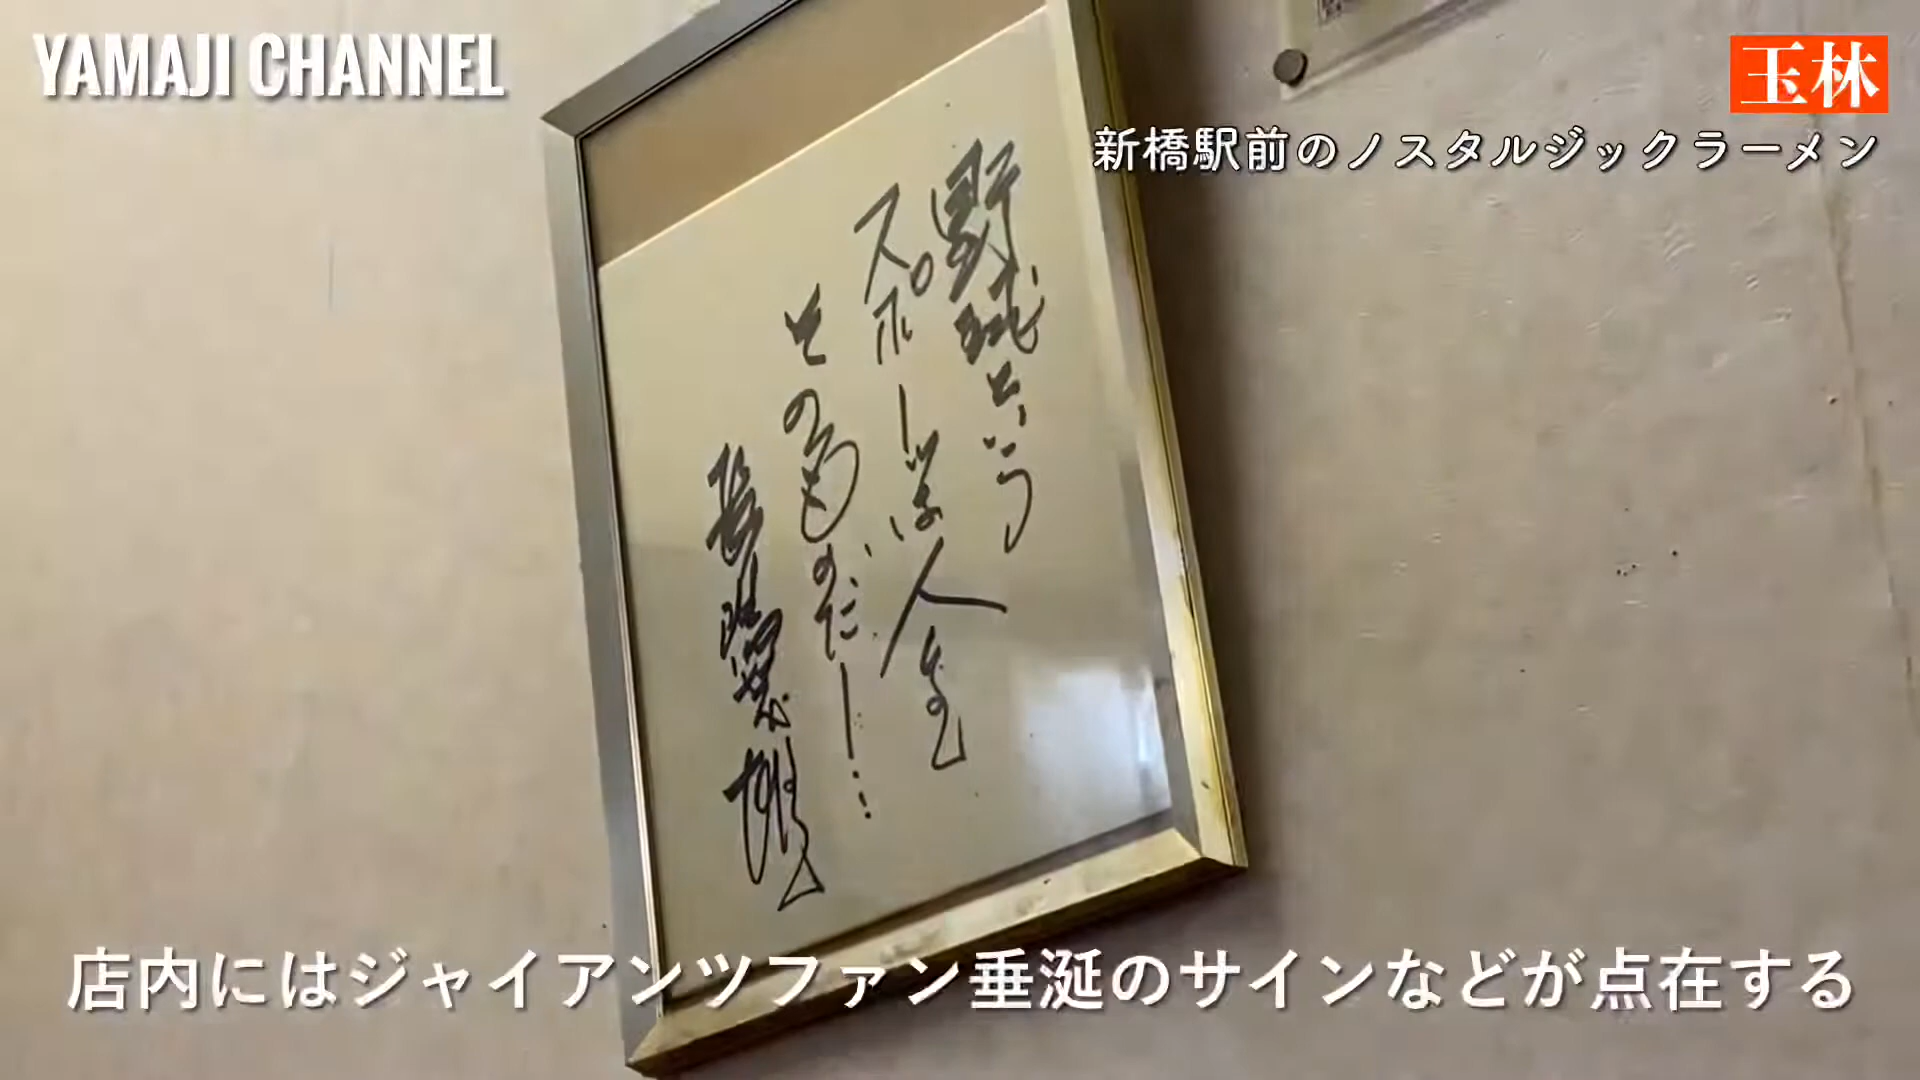 YAMAJI CHANNEL
玉林
新橋駅前のノスタルジックラーメン
野球という
スポーツは人生
そのものだー…
長嶋茂雄
店内にはジャイアンツファン垂涎のサインなどが点在する